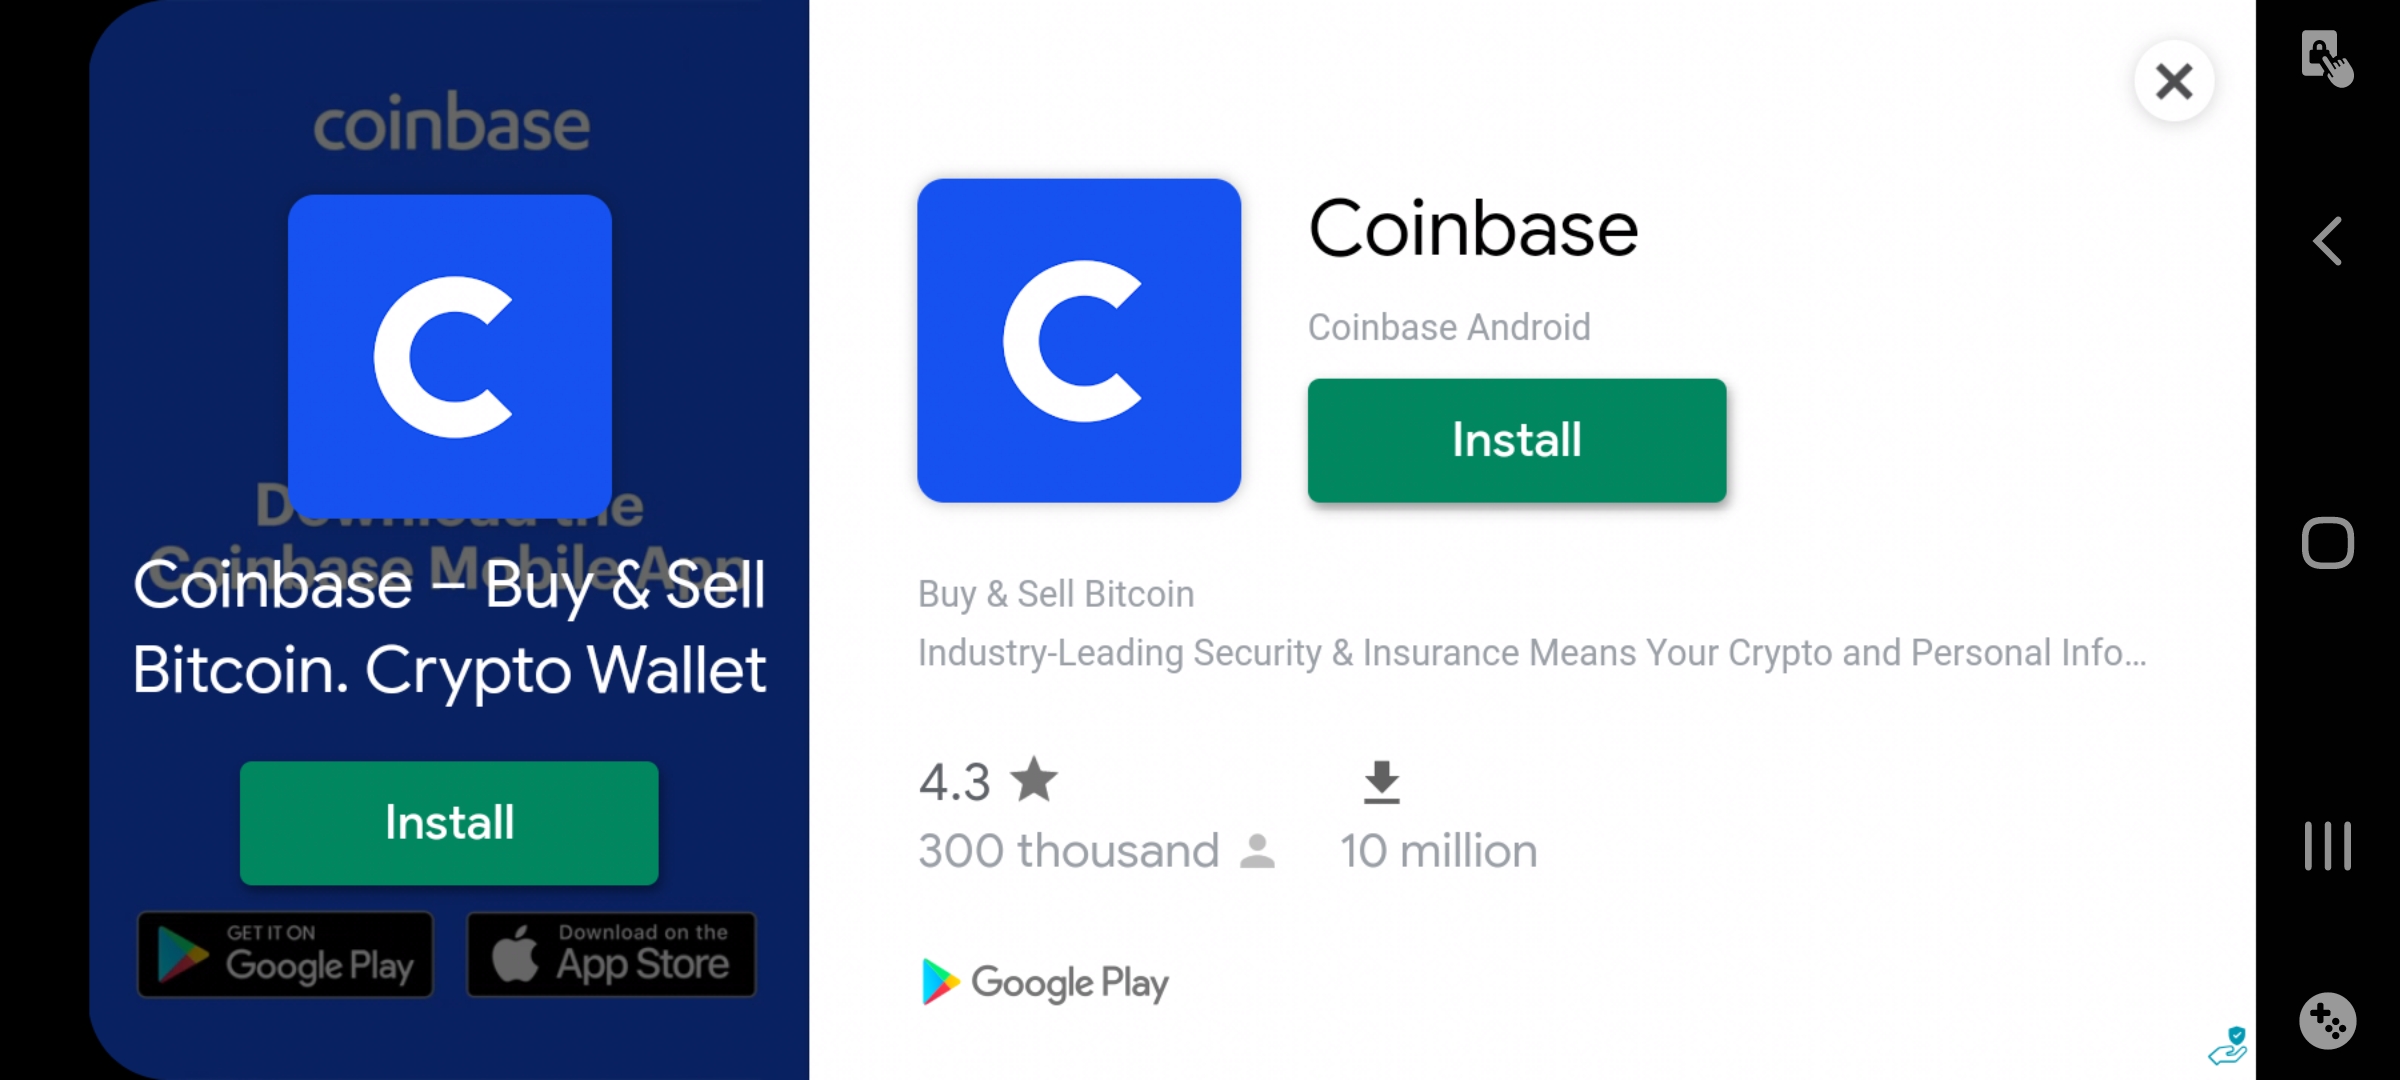 coinbase
Download the
Coinbase Mobile App
Coinbase – Buy & Sell
Bitcoin. Crypto Wallet
Install
GET IT ON
Google Play
Download on the
App Store
Coinbase
Coinbase Android
Install
Buy & Sell Bitcoin
Industry-Leading Security & Insurance Means Your Crypto and Personal Info...
4.3
300 thousand
10 million
Google Play